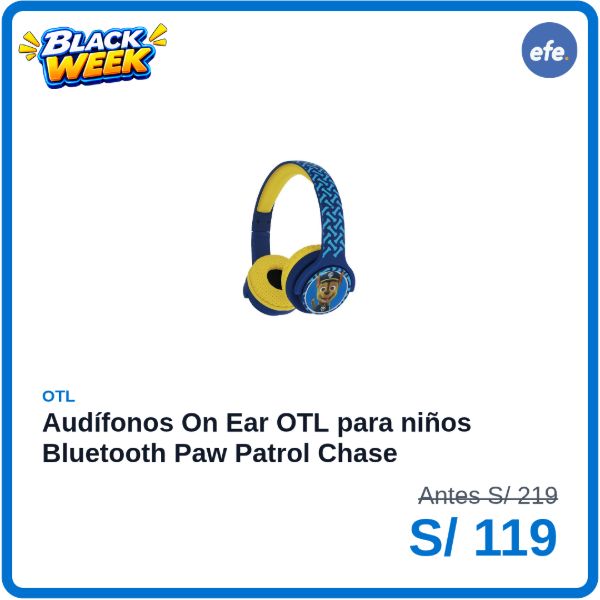 BLACK
WEEK
efe.
OTL
Audífonos On Ear OTL para niños
Bluetooth Paw Patrol Chase
Antes S/ 219
S/ 119